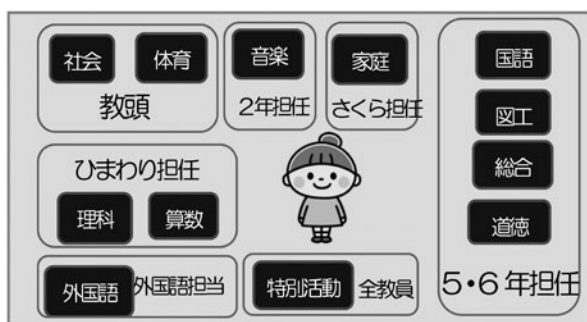 社会 体育
教頭
音楽
2年担任
家庭
さくら担任
国語
図工
総合
道徳
5・6年担任
ひまわり担任
理科 算数
外国語 外国語担当
特別活動 全教員